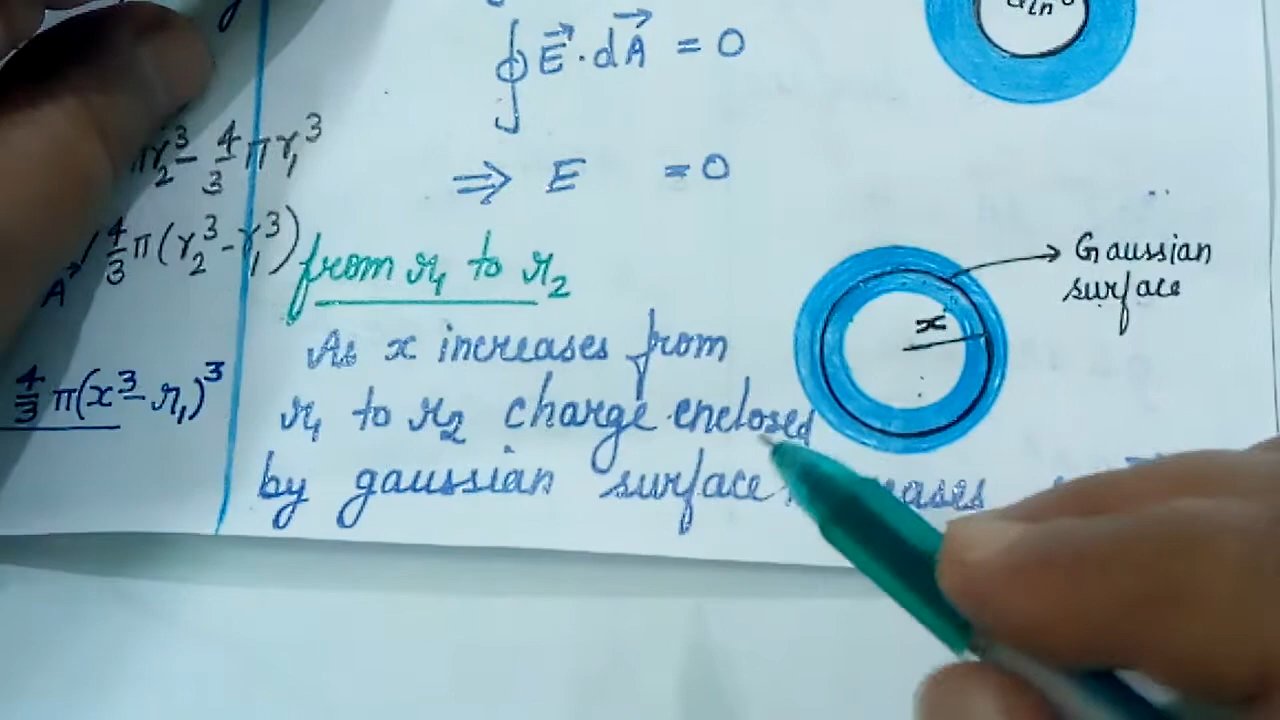 ∮ E⃗ · dA⃗ = 0
⇒ E = 0
πr₂³ - 4/3 πr₁³
4/3 π(r₂³ - r₁³)
A
4/3 π(x³ - r₁)³
from r₁ to r₂
As x increases from
r₁ to r₂ charge enclosed
by gaussian surface
x
Gaussian
surface